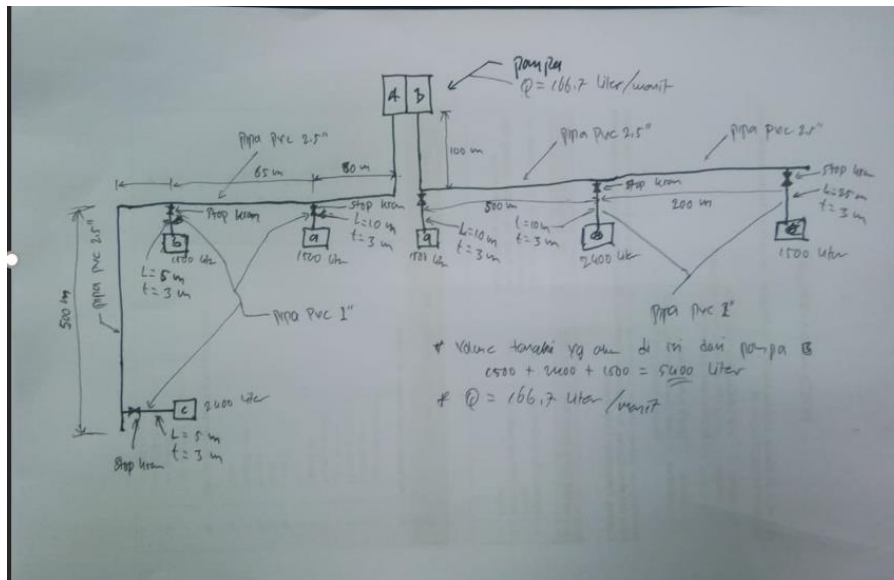 pompa
Q = 166,7 liter/menit
A B
100 m
pipa pvc 2.5"
65 m
80 m
pipa pvc 2.5"
pipa pvc 2.5"
Stop kran
L=25 m
t = 3 m
1500 liter
Stop kran
200 m
L=10 m
t = 3 m
2400 liter
500 m
L=10 m
t = 3 m
a
Stop kran
L=10 m
t = 3 m
a
1500 ltr
Stop kran
b
1500 ltr
L = 5 m
t = 3 m
pipa pvc 2.5"
500 m
pipa pvc 1"
pipa pvc 1"
c
2400 liter
L = 5 m
t = 3 m
Stop kran
* Volume tandon yg akan di isi dari pompa B
1500 + 2400 + 1500 = 5400 liter
* Q = 166,7 liter/menit